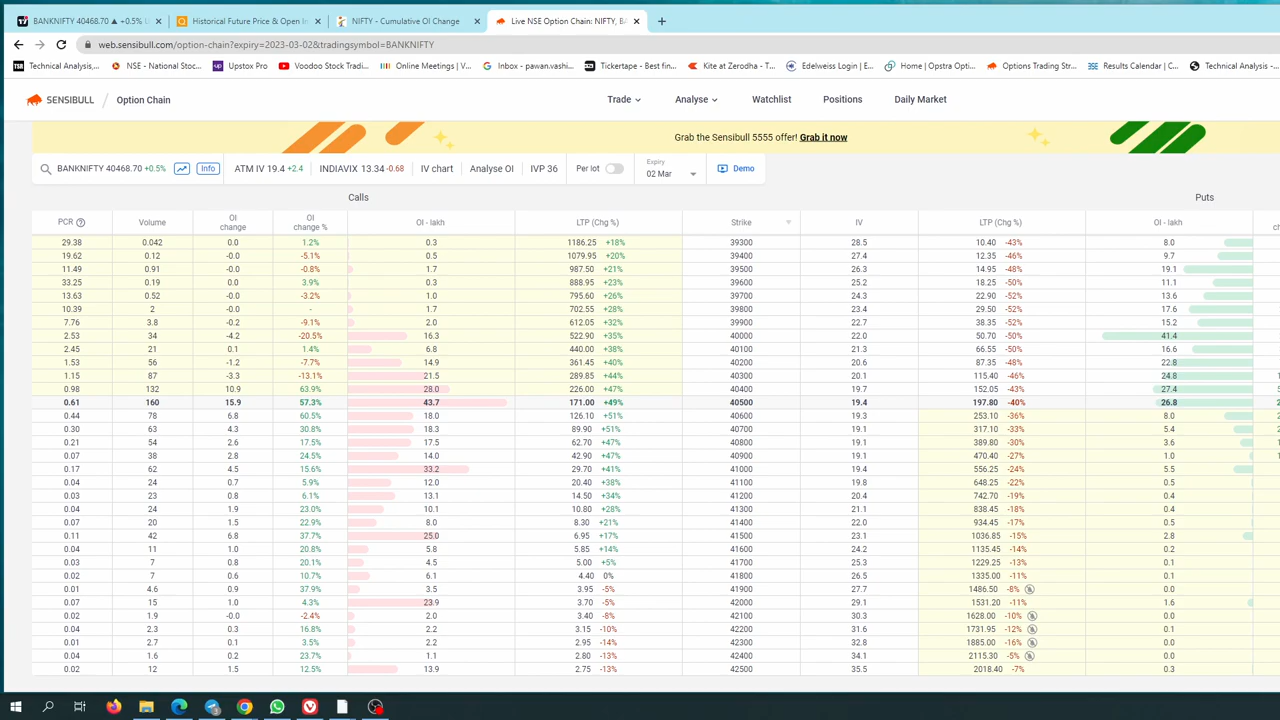 BANKNIFTY 40468.70 ▲ +0.5% × Historical Future Price & Open In × NIFTY - Cumulative OI Change × Live NSE Option Chain: NIFTY, BA × +
web.sensibull.com/option-chain?expiry=2023-03-02&tradingsymbol=BANKNIFTY
Technical Analysis,... NSE - National Stoc... Upstox Pro Voodoo Stock Tradi... Online Meetings | V... Inbox - pawan.vashi... Tickertape - Best fin... Kite at Zerodha - T... Edelweiss Login | E... Home | Opstra Optio... Options Trading Str... Results Calendar | C... Technical Analysis,...
SENSIBULL / Option Chain Trade Analyse Watchlist Positions Daily Market
Grab the Sensibull 5555 offer! Grab it now
BANKNIFTY 40468.70 +0.5% Info ATM IV 19.4 +2.4 INDIAVIX 13.34 -0.68 IV chart Analyse OI IVP 36 Per lot Expiry 02 Mar Demo
Calls Puts
PCR Volume OI change OI change % OI - lakh LTP (Chg %) Strike IV LTP (Chg %) OI - lakh
29.38 0.042 0.0 1.2% 0.3 1186.25 +18% 39300 28.5 10.40 -43% 8.0
19.62 0.12 -0.0 -5.1% 0.5 1079.95 +20% 39400 27.4 12.35 -46% 9.7
11.49 0.91 -0.0 -0.8% 1.7 987.50 +21% 39500 26.3 14.95 -48% 19.1
33.25 0.19 0.0 3.9% 0.3 888.95 +23% 39600 25.2 18.25 -50% 11.1
13.63 0.52 -0.0 -3.2% 1.0 795.60 +26% 39700 24.3 22.90 -52% 13.6
10.39 2 -0.0 - 1.7 702.55 +28% 39800 23.4 29.50 -52% 17.6
7.76 3.8 -0.2 -9.1% 2.0 612.05 +32% 39900 22.7 38.35 -52% 15.2
2.53 34 -4.2 -20.5% 16.3 522.90 +35% 40000 22.0 50.70 -50% 41.4
2.45 21 0.1 1.4% 6.8 440.00 +38% 40100 21.3 66.55 -50% 16.6
1.53 56 -1.2 -7.7% 14.9 361.45 +40% 40200 20.6 87.35 -48% 22.8
1.15 87 -3.3 -13.1% 21.5 289.85 +44% 40300 20.1 115.40 -46% 24.8
0.98 132 10.9 63.9% 28.0 226.00 +47% 40400 19.7 152.05 -43% 27.4
0.61 160 15.9 57.3% 43.7 171.00 +49% 40500 19.4 197.80 -40% 26.8
0.44 78 6.8 60.5% 18.0 126.10 +51% 40600 19.3 253.10 -36% 8.0
0.30 63 4.3 30.8% 18.3 89.90 +51% 40700 19.1 317.10 -33% 5.4
0.21 54 2.6 17.5% 17.5 62.70 +47% 40800 19.1 389.80 -30% 3.6
0.07 38 2.8 24.5% 14.0 42.90 +47% 40900 19.1 470.40 -27% 1.0
0.17 62 4.5 15.6% 33.2 29.70 +41% 41000 19.4 556.25 -24% 5.5
0.04 24 0.7 5.9% 12.0 20.40 +38% 41100 19.8 648.25 -22% 0.5
0.03 23 0.8 6.1% 13.1 14.50 +34% 41200 20.4 742.70 -19% 0.4
0.04 24 1.9 23.0% 10.1 10.80 +28% 41300 21.1 838.45 -18% 0.4
0.07 20 1.5 22.9% 8.0 8.30 +21% 41400 22.0 934.45 -17% 0.5
0.11 42 6.8 37.7% 25.0 6.95 +17% 41500 23.1 1036.85 -15% 2.8
0.04 11 1.0 20.8% 5.8 5.85 +14% 41600 24.2 1135.45 -14% 0.2
0.03 7 0.8 20.1% 4.5 5.00 +5% 41700 25.3 1229.25 -13% 0.1
0.02 7 0.6 10.7% 6.1 4.40 0% 41800 26.5 1335.00 -11% 0.1
0.01 4.6 0.9 37.9% 3.5 3.95 -5% 41900 27.7 1486.50 -8% 0.1
0.07 15 1.0 4.3% 23.9 3.70 -5% 42000 29.1 1531.20 -11% 1.6
0.02 1.9 -0.0 -2.4% 2.0 3.40 -8% 42100 30.3 1628.00 -10% 0.0
0.04 2.3 0.3 16.8% 2.2 3.15 -10% 42200 31.6 1731.95 -12% 0.0
0.01 2.7 0.1 3.5% 2.2 2.95 -14% 42300 32.8 1885.00 -16% 0.0
0.04 1.6 0.2 23.7% 1.1 2.80 -13% 42400 34.1 2115.30 -5% 0.0
0.02 12 1.5 12.5% 13.9 2.75 -13% 42500 35.5 2018.40 -7% 0.3